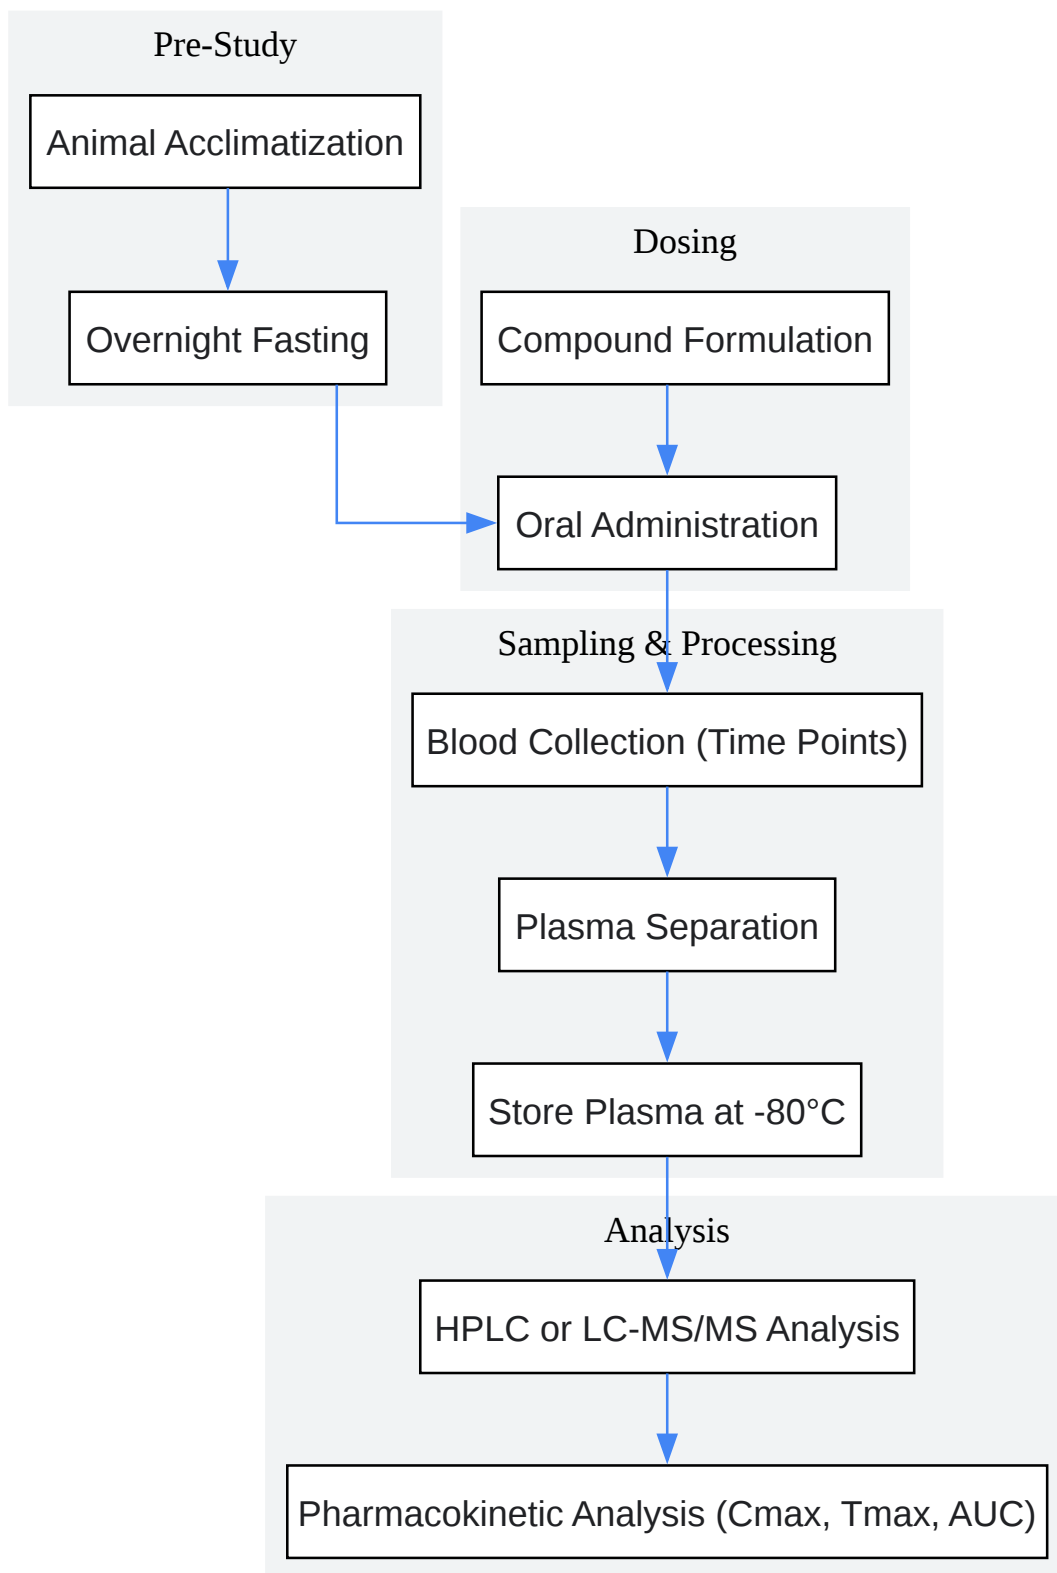 Pre-Study
Animal Acclimatization
Overnight Fasting
Dosing
Compound Formulation
Oral Administration
Sampling & Processing
Blood Collection (Time Points)
Plasma Separation
Store Plasma at -80°C
Analysis
HPLC or LC-MS/MS Analysis
Pharmacokinetic Analysis (Cmax, Tmax, AUC)